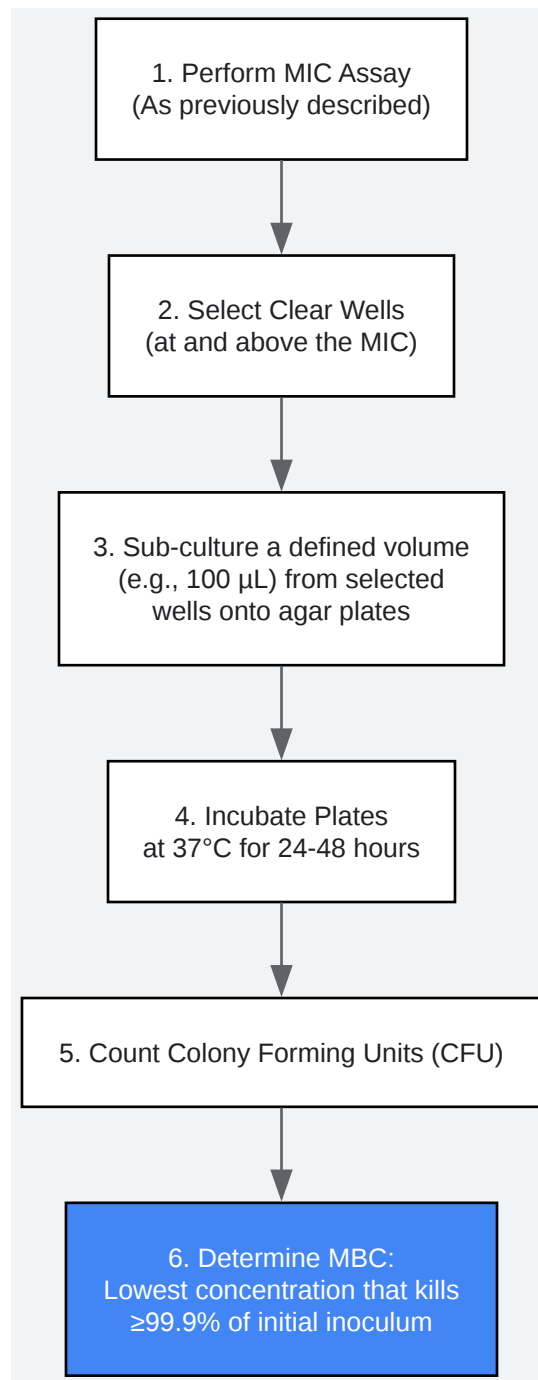 1. Perform MIC Assay
(As previously described)
2. Select Clear Wells
(at and above the MIC)
3. Sub-culture a defined volume
(e.g., 100 µL) from selected
wells onto agar plates
4. Incubate Plates
at 37°C for 24-48 hours
5. Count Colony Forming Units (CFU)
6. Determine MBC:
Lowest concentration that kills
≥99.9% of initial inoculum